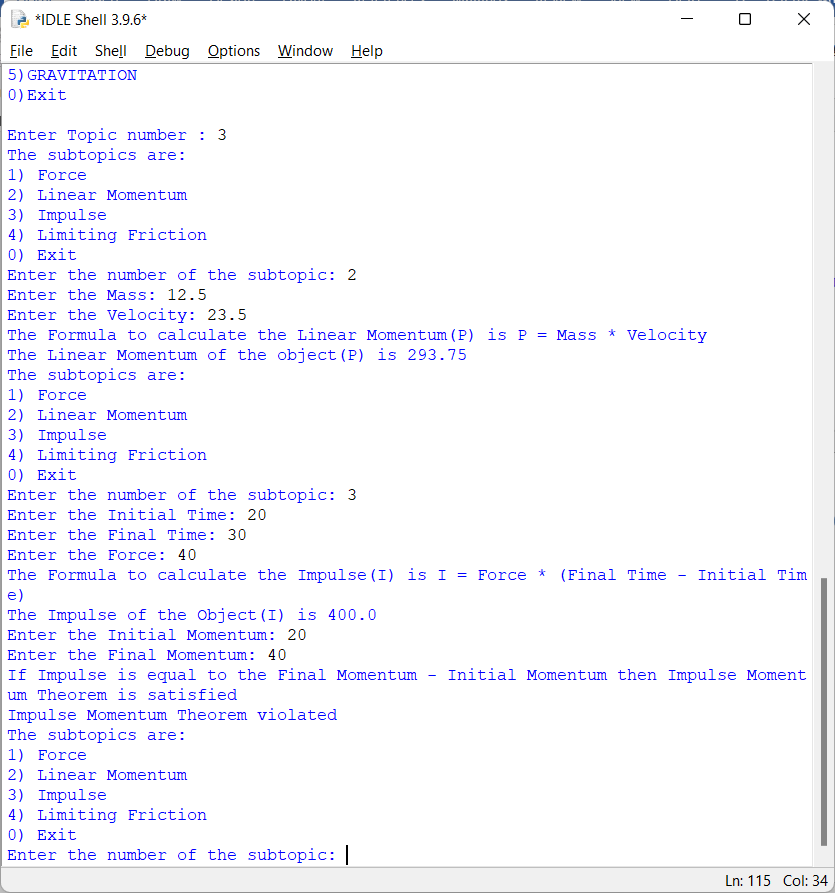 *IDLE Shell 3.9.6*
File Edit Shell Debug Options Window Help
5)GRAVITATION
0)Exit
Enter Topic number : 3
The subtopics are:
1) Force
2) Linear Momentum
3) Impulse
4) Limiting Friction
0) Exit
Enter the number of the subtopic: 2
Enter the Mass: 12.5
Enter the Velocity: 23.5
The Formula to calculate the Linear Momentum(P) is P = Mass * Velocity
The Linear Momentum of the object(P) is 293.75
The subtopics are:
1) Force
2) Linear Momentum
3) Impulse
4) Limiting Friction
0) Exit
Enter the number of the subtopic: 3
Enter the Initial Time: 20
Enter the Final Time: 30
Enter the Force: 40
The Formula to calculate the Impulse(I) is I = Force * (Final Time - Initial Tim
e)
The Impulse of the Object(I) is 400.0
Enter the Initial Momentum: 20
Enter the Final Momentum: 40
If Impulse is equal to the Final Momentum - Initial Momentum then Impulse Moment
um Theorem is satisfied
Impulse Momentum Theorem violated
The subtopics are:
1) Force
2) Linear Momentum
3) Impulse
4) Limiting Friction
0) Exit
Enter the number of the subtopic:
Ln: 115 Col: 34